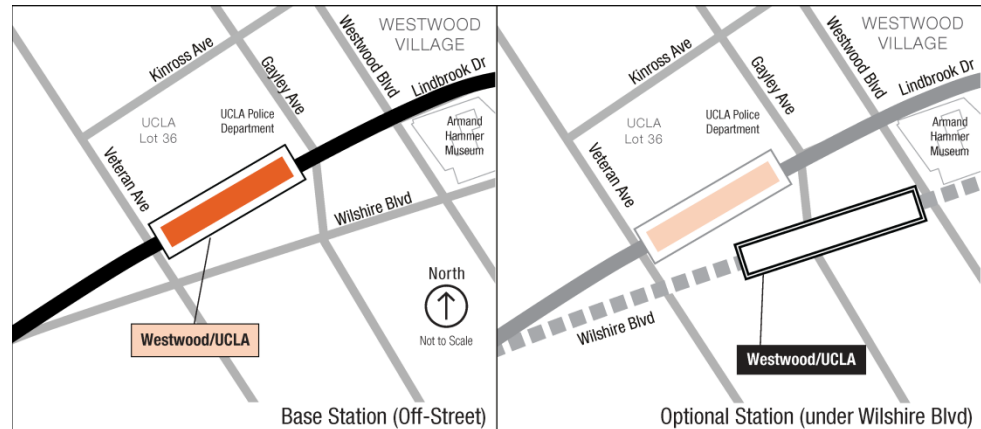 WESTWOOD
VILLAGE
Kinross Ave
Gayley Ave
Westwood Blvd
Lindbrook Dr
UCLA
Lot 36
UCLA Police
Department
Armand
Hammer
Museum
Veteran Ave
Wilshire Blvd
North
Not to Scale
Westwood/UCLA
Base Station (Off-Street)
WESTWOOD
VILLAGE
Kinross Ave
Gayley Ave
Westwood Blvd
Lindbrook Dr
UCLA
Lot 36
UCLA Police
Department
Armand
Hammer
Museum
Veteran Ave
Wilshire Blvd
Westwood/UCLA
Optional Station (under Wilshire Blvd)